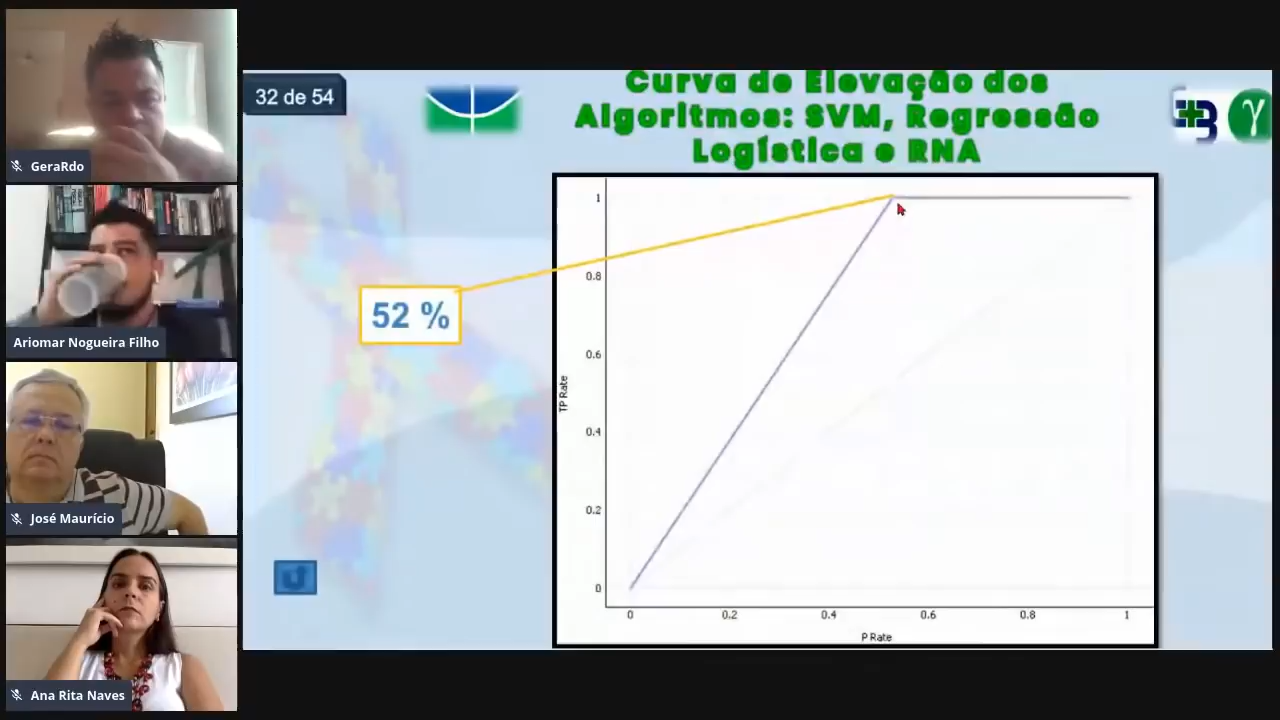 GeraRdo
Ariomar Nogueira Filho
José Maurício
Ana Rita Naves
32 de 54
Curva de Elevação dos
Algoritmos: SVM, Regressão
Logística e RNA
B
γ
52 %
1
0.8
0.6
0.4
0.2
0
TP Rate
0
0.2
0.4
0.6
0.8
1
P Rate